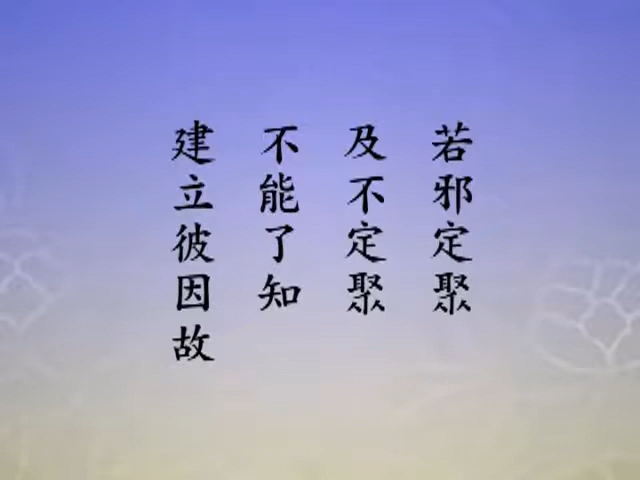 若邪定聚
及不定聚
不能了知
建立彼因故